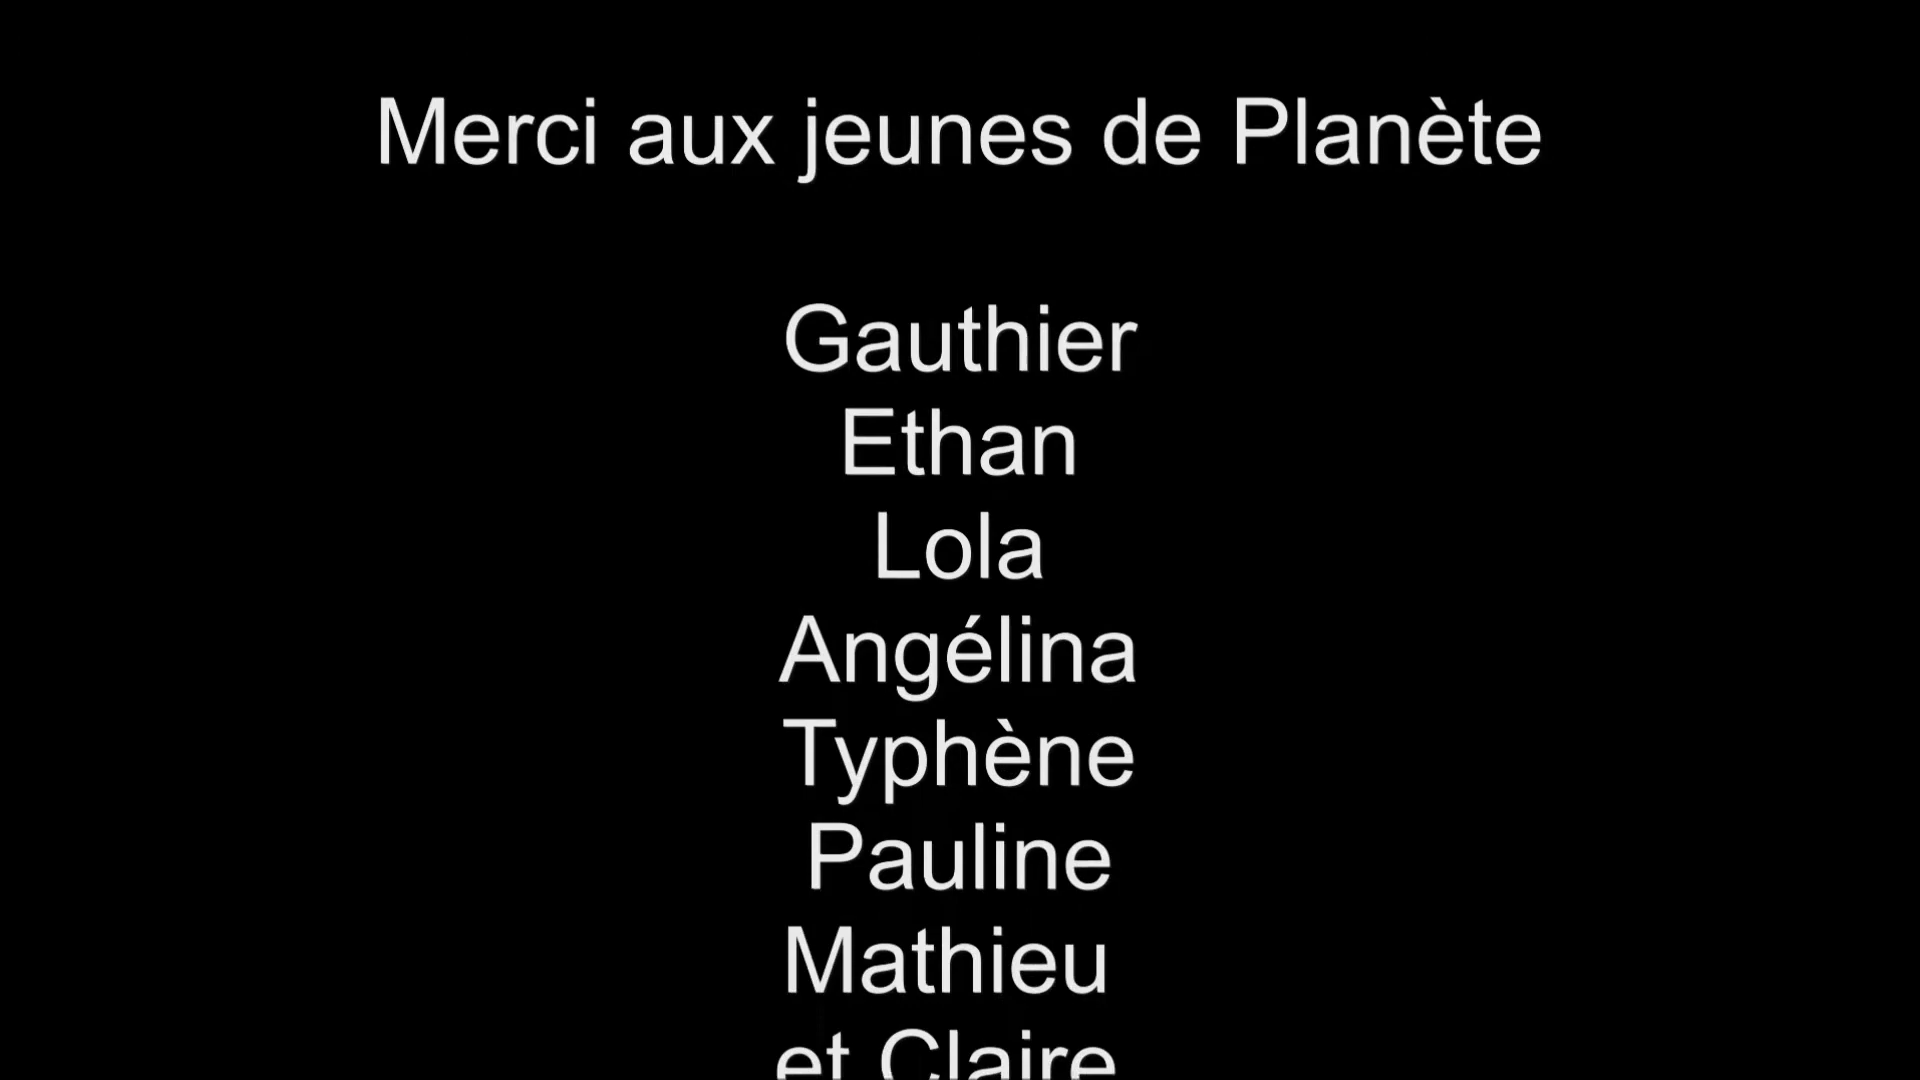 Merci aux jeunes de Planète
Gauthier
Ethan
Lola
Angélina
Typhène
Pauline
Mathieu
et Claire